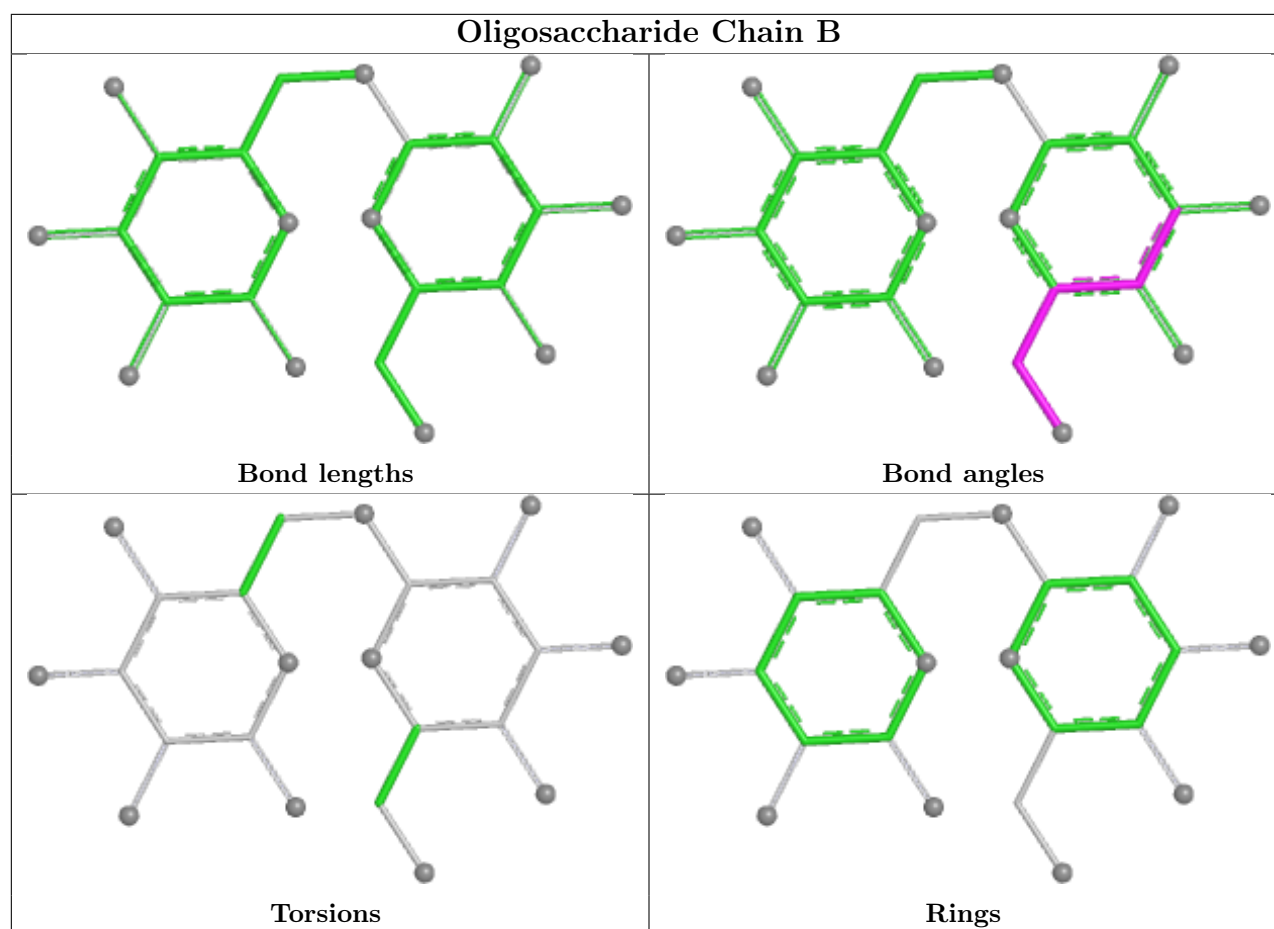 Oligosaccharide Chain B
Bond lengths
Bond angles
Torsions
Rings